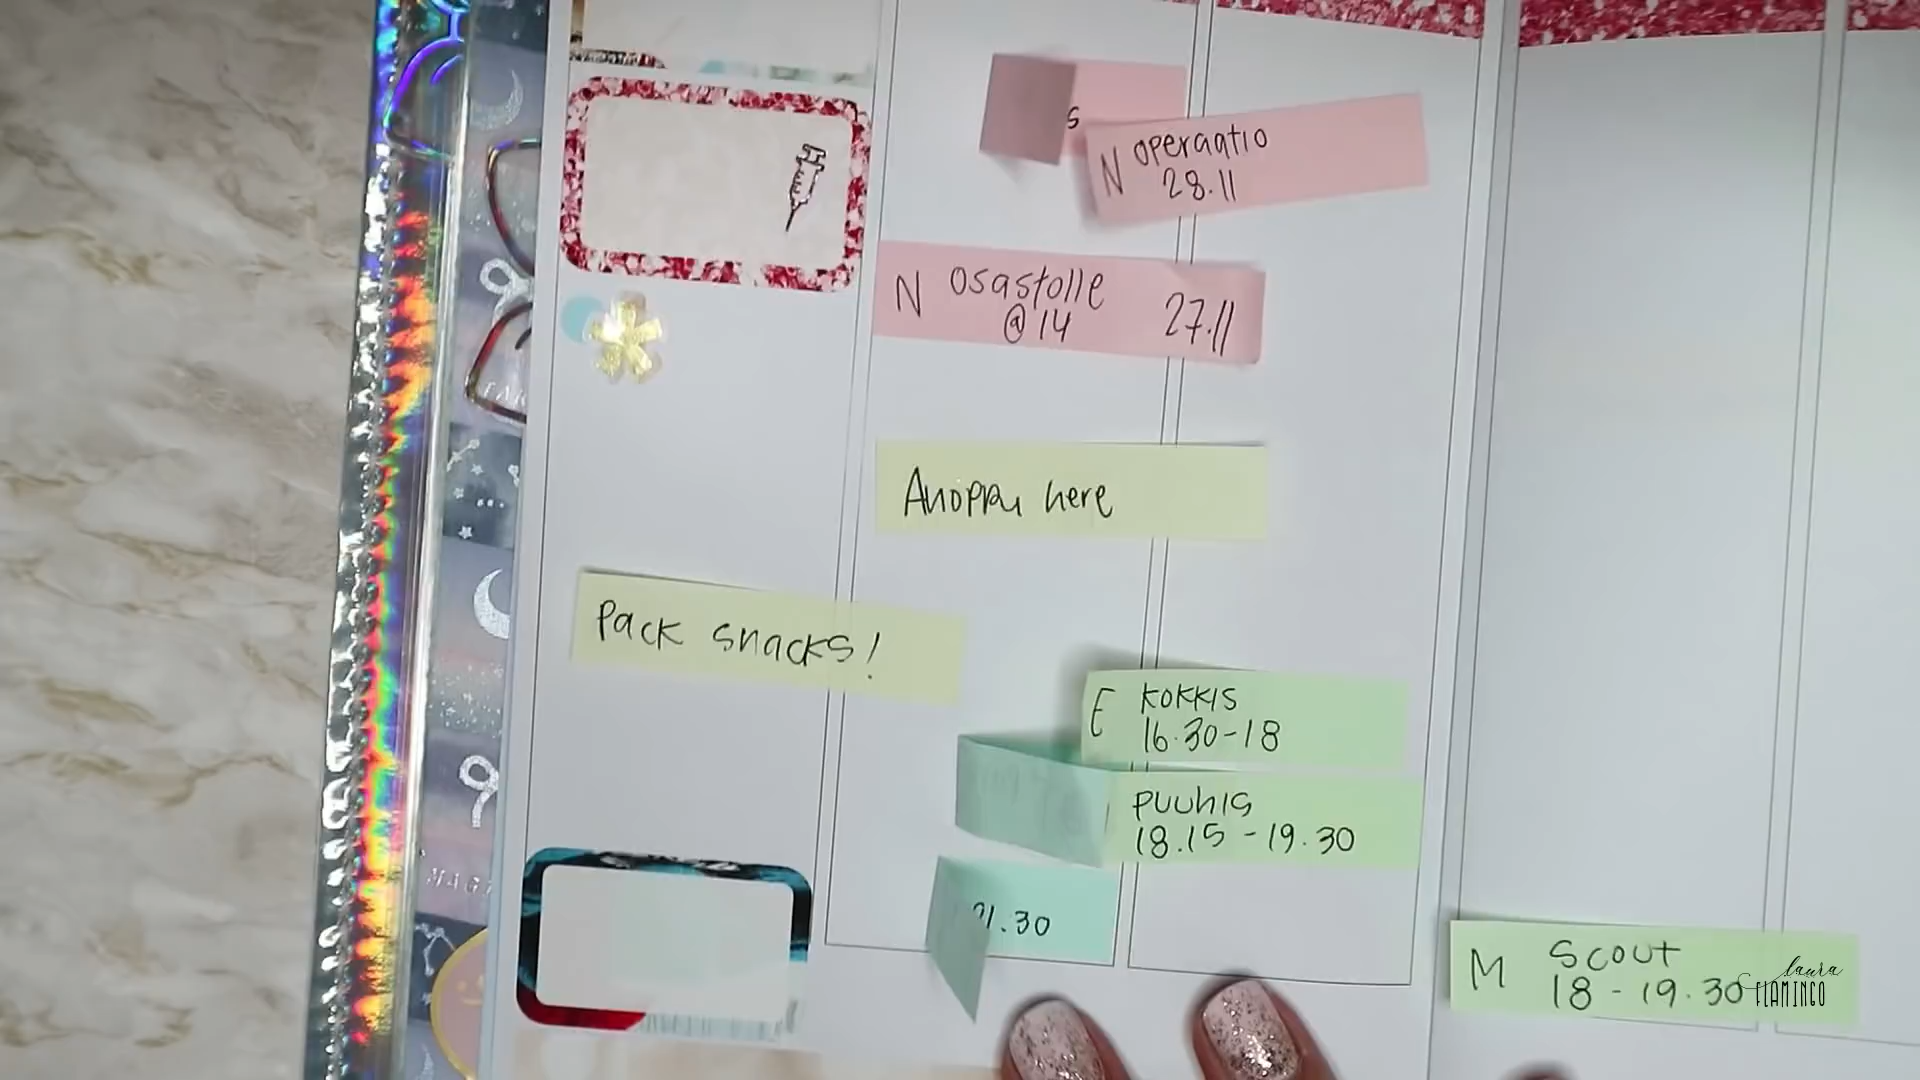 s
N operaatio
28.11
N osastolle
@ 14 27.11
Anoppi here
Pack snacks!
E KOKKIS
16.30-18
PUUHIS
18.15 - 19.30
21.30
M SCOUT
18 - 19.30
laura
FLAMINGO